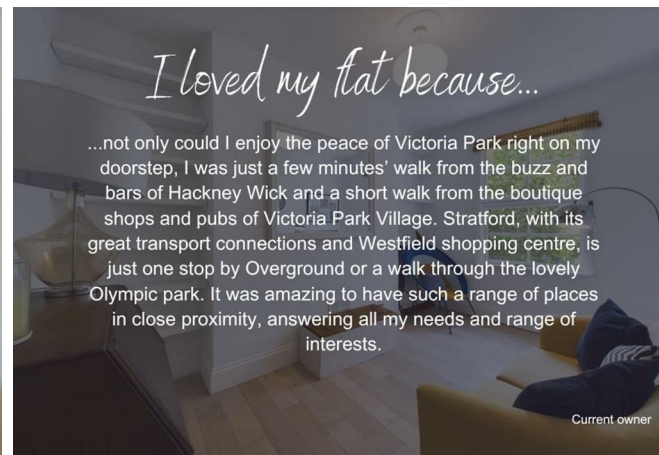 I loved my flat because...
...not only could I enjoy the peace of Victoria Park right on my
doorstep, I was just a few minutes' walk from the buzz and
bars of Hackney Wick and a short walk from the boutique
shops and pubs of Victoria Park Village. Stratford, with its
great transport connections and Westfield shopping centre, is
just one stop by Overground or a walk through the lovely
Olympic park. It was amazing to have such a range of places
in close proximity, answering all my needs and range of
interests.
Current owner